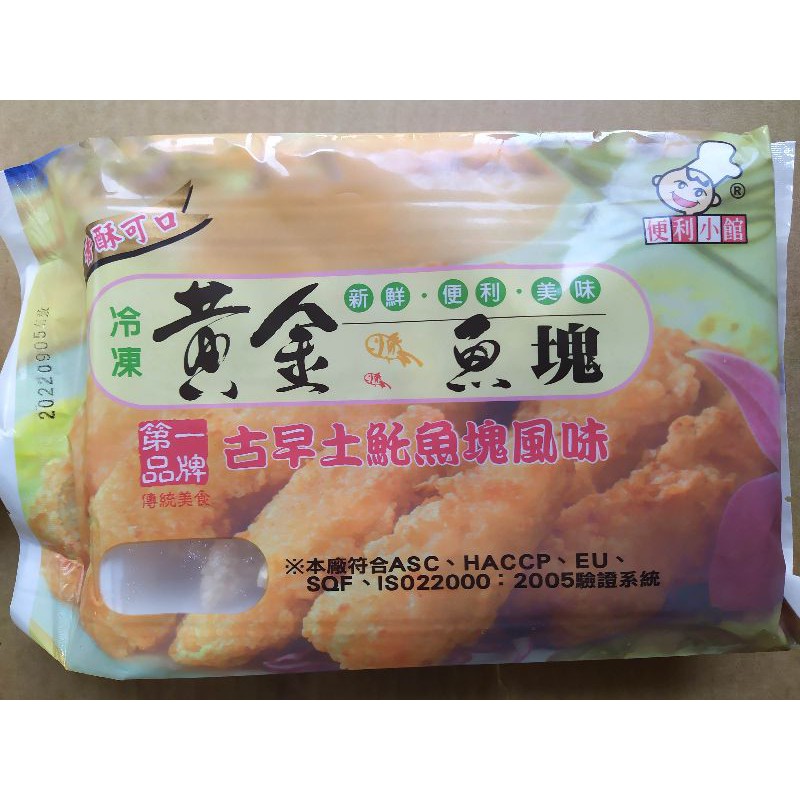 酥可口
®
便利小館
新鮮·便利·美味
冷凍
黃金魚塊
20220905
第一品牌
古早土魠魚塊風味
傳統美食
※本廠符合ASC、HACCP、EU、
SQF、ISO22000:2005驗證系統